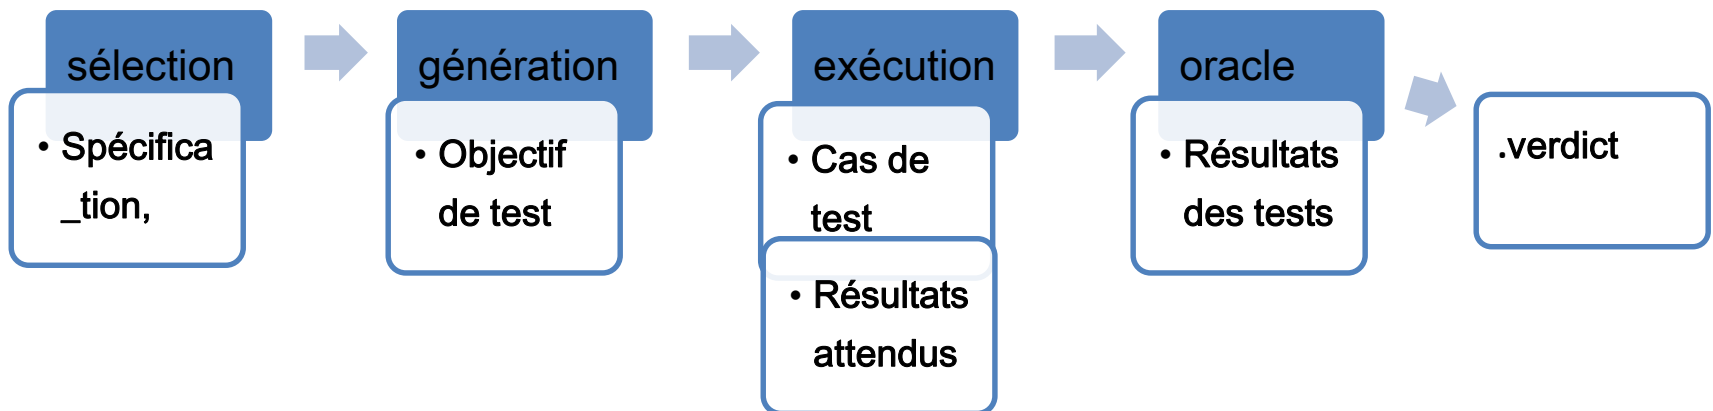 sélection
• Spécifica
_tion,
génération
• Objectif
de test
exécution
• Cas de
test
• Résultats
attendus
oracle
• Résultats
des tests
.verdict